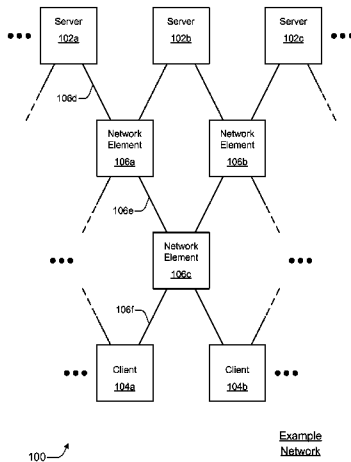 Server
102a
Server
102b
Server
102c
106d
Network
Element
106a
Network
Element
106b
106e
Network
Element
106c
106f
Client
104a
Client
104b
100
Example
Network